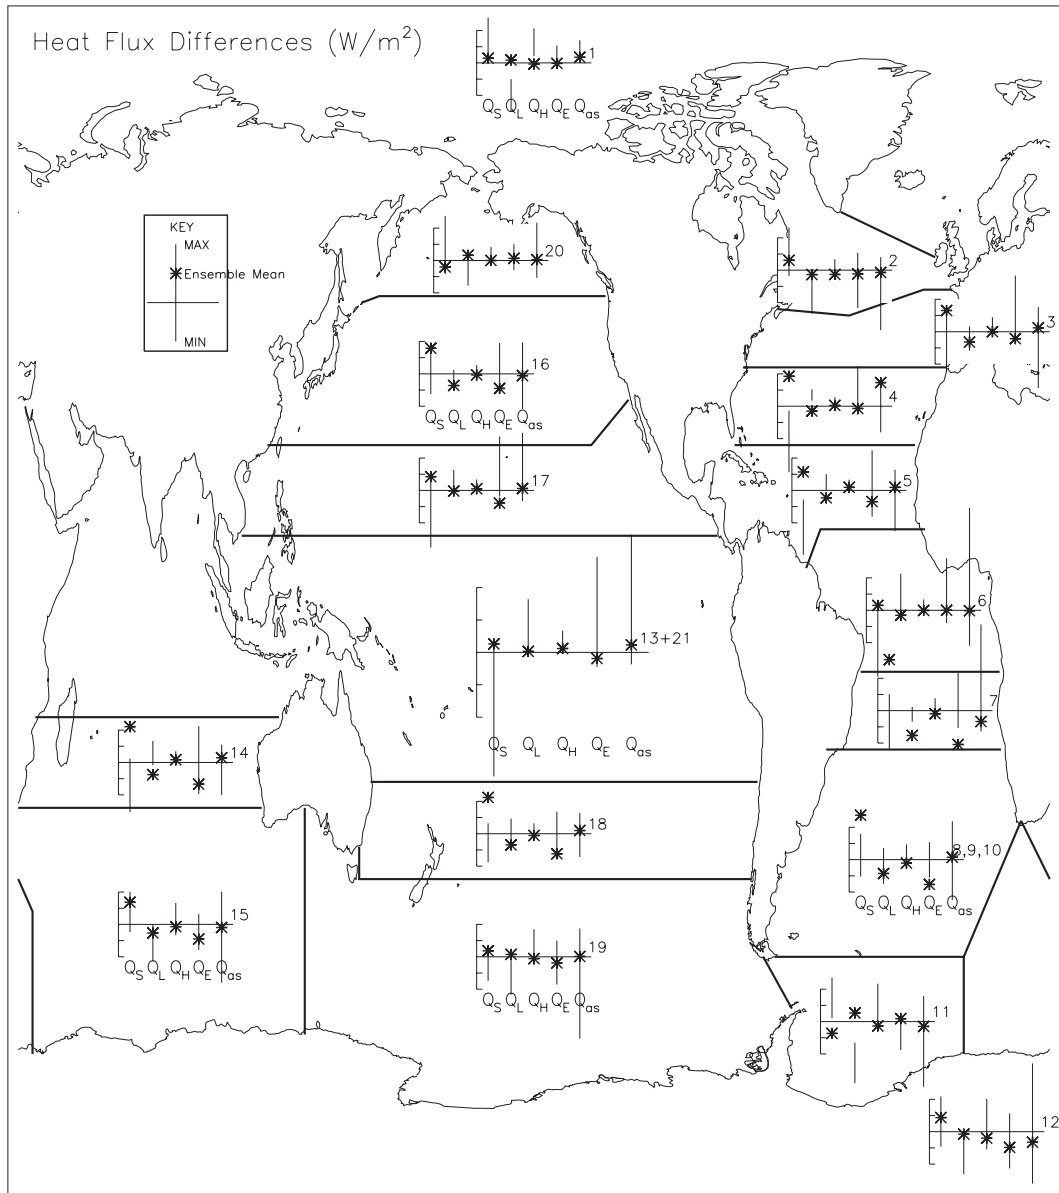 Heat Flux Differences (W/m²)
1
Q_S Q_L Q_H Q_E Q_as
KEY
MAX
Ensemble Mean
MIN
20
2
3
16
Q_S Q_L Q_H Q_E Q_as
4
17
5
6
13+21
Q_S Q_L Q_H Q_E Q_as
7
14
18
8,9,10
Q_S Q_L Q_H Q_E Q_as
15
Q_S Q_L Q_H Q_E Q_as
19
Q_S Q_L Q_H Q_E Q_as
11
12